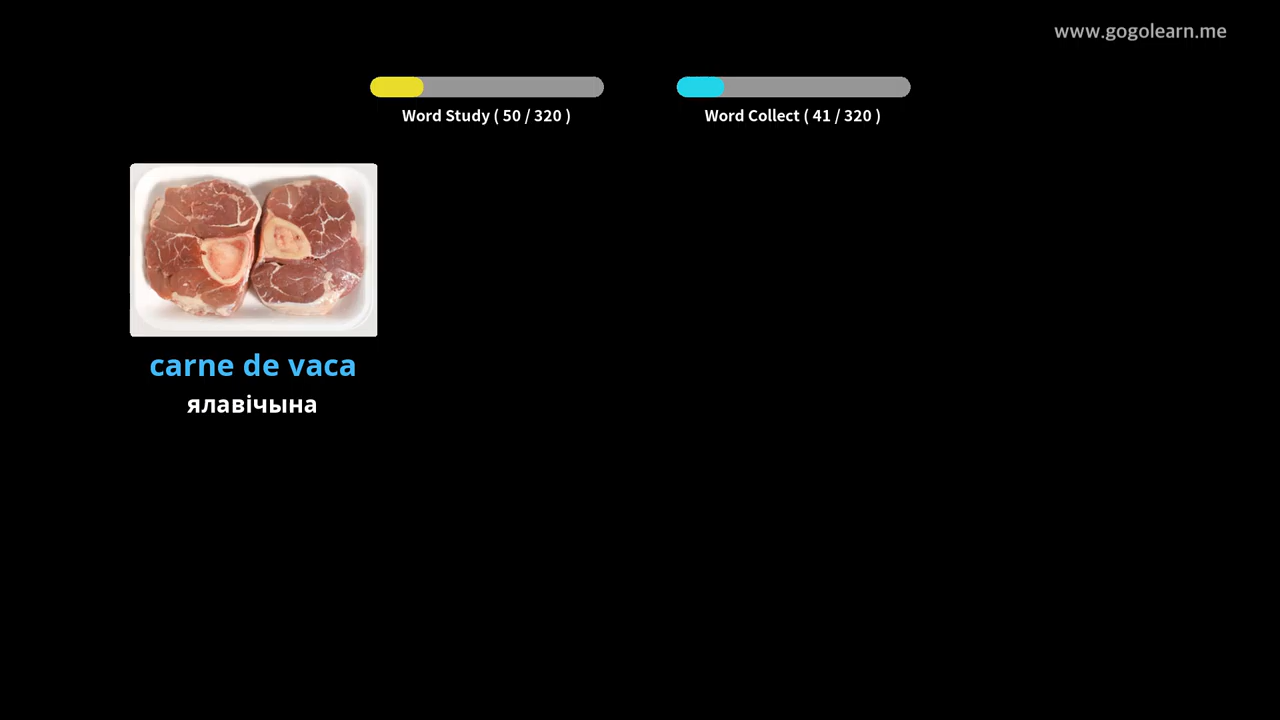 www.gogolearn.me
Word Study ( 50 / 320 )
Word Collect ( 41 / 320 )
carne de vaca
ялавічына